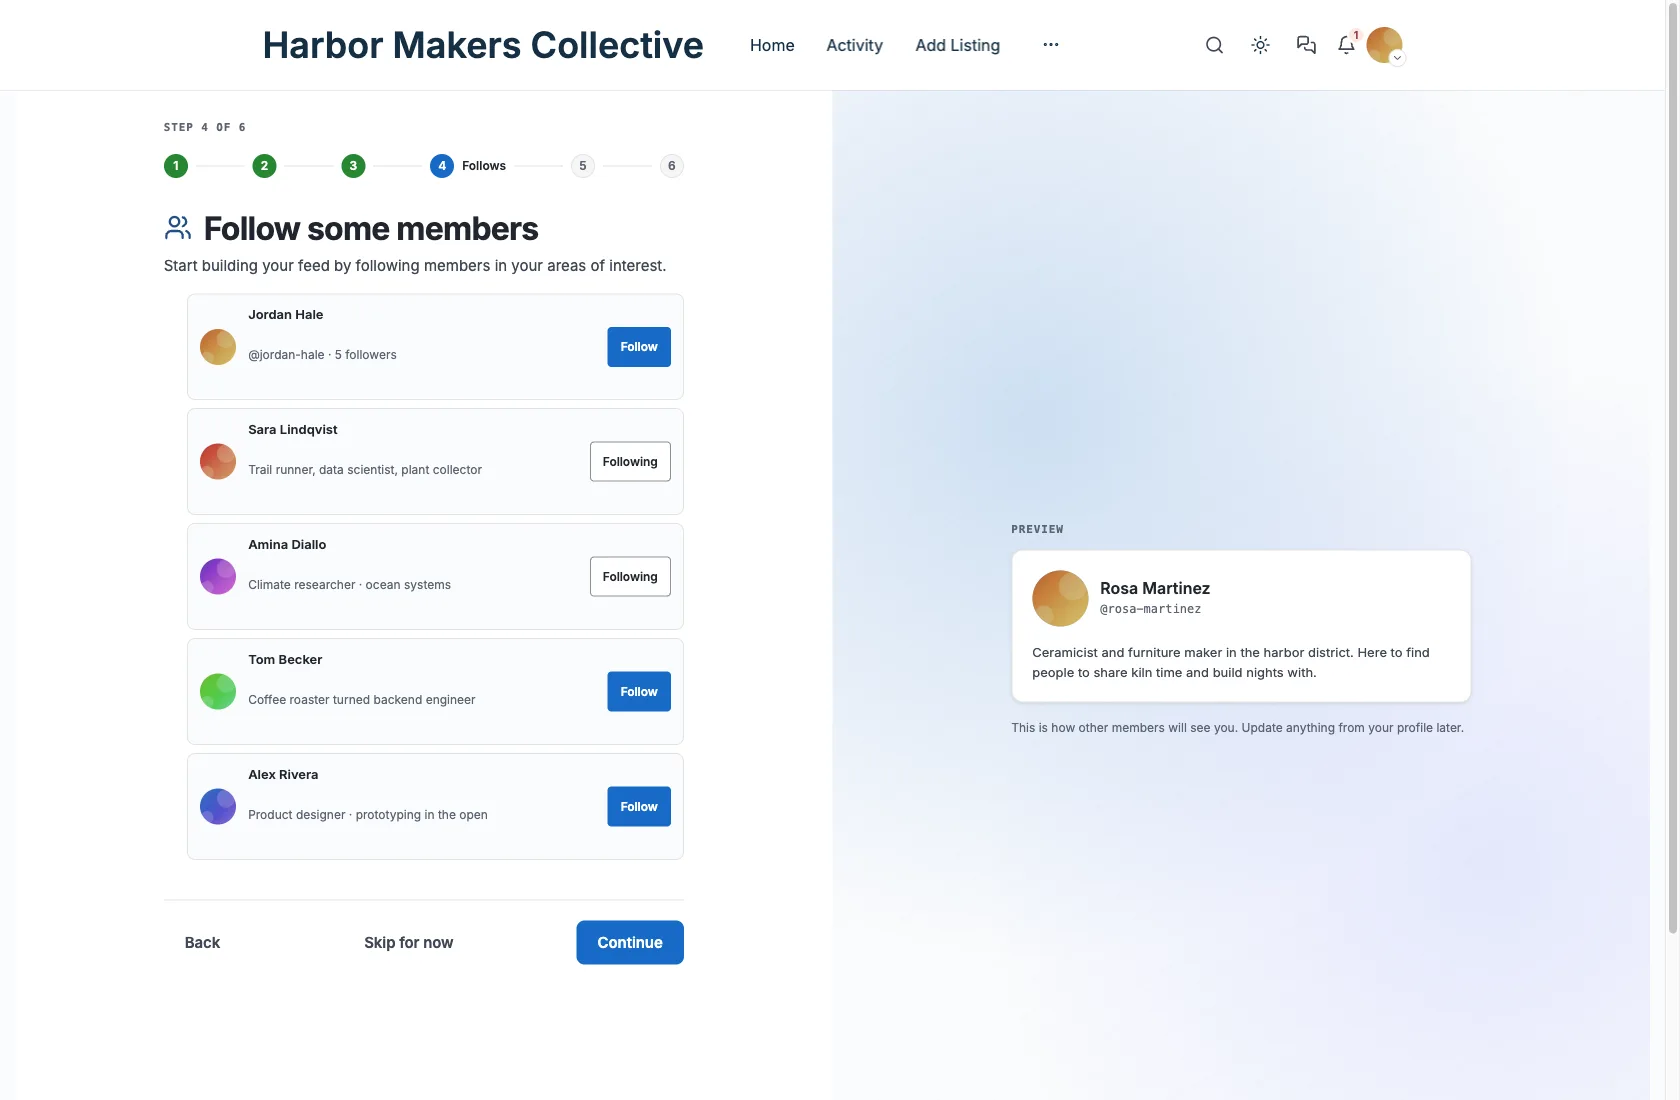 Harbor Makers Collective
Home
Activity
Add Listing
1
STEP 4 OF 6
1
2
3
4 Follows
5
6
Follow some members
Start building your feed by following members in your areas of interest.
Jordan Hale
@jordan-hale · 5 followers
Follow
Sara Lindqvist
Trail runner, data scientist, plant collector
Following
Amina Diallo
Climate researcher · ocean systems
Following
Tom Becker
Coffee roaster turned backend engineer
Follow
Alex Rivera
Product designer · prototyping in the open
Follow
Back
Skip for now
Continue
PREVIEW
Rosa Martinez
@rosa-martinez
Ceramicist and furniture maker in the harbor district. Here to find
people to share kiln time and build nights with.
This is how other members will see you. Update anything from your profile later.